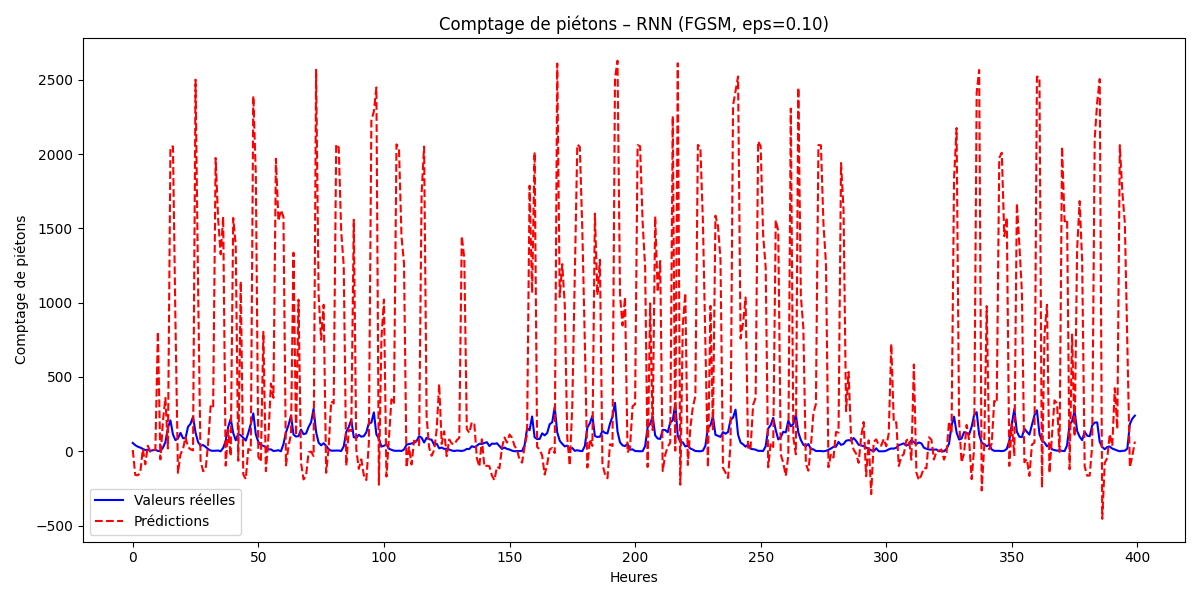 Comptage de piétons – RNN (FGSM, eps=0.10)
Comptage de piétons
2500
2000
1500
1000
500
0
−500
Valeurs réelles
Prédictions
0 50 100 150 200 250 300 350 400
Heures